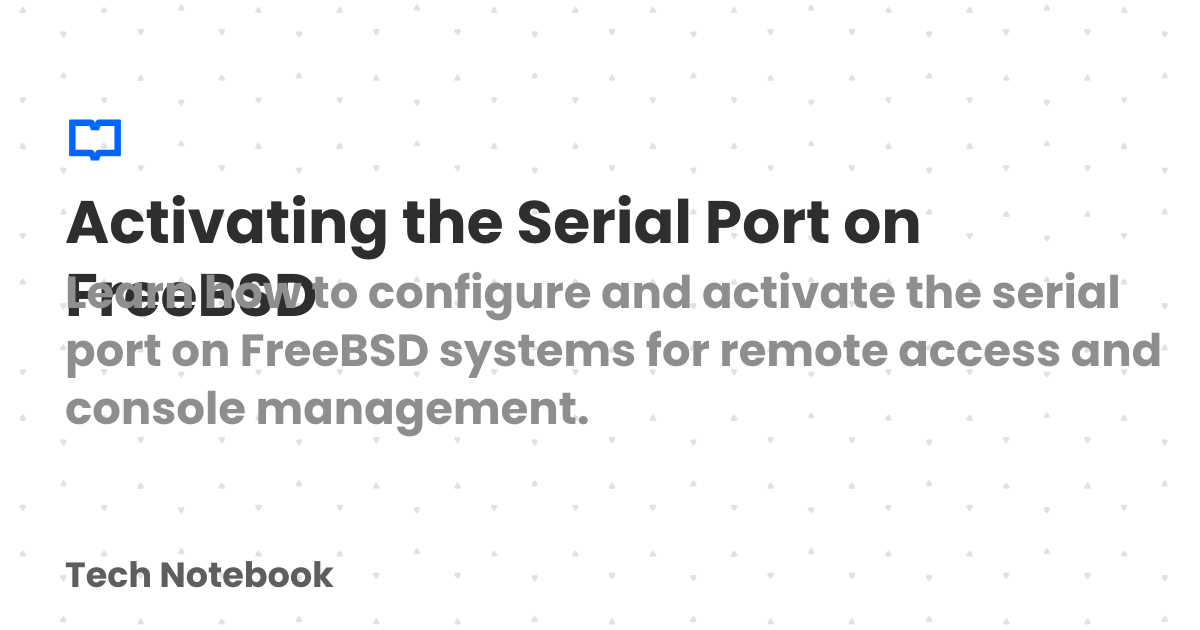 Activating the Serial Port on
FreeBSD
Learn how to configure and activate the serial
port on FreeBSD systems for remote access and
console management.
Tech Notebook